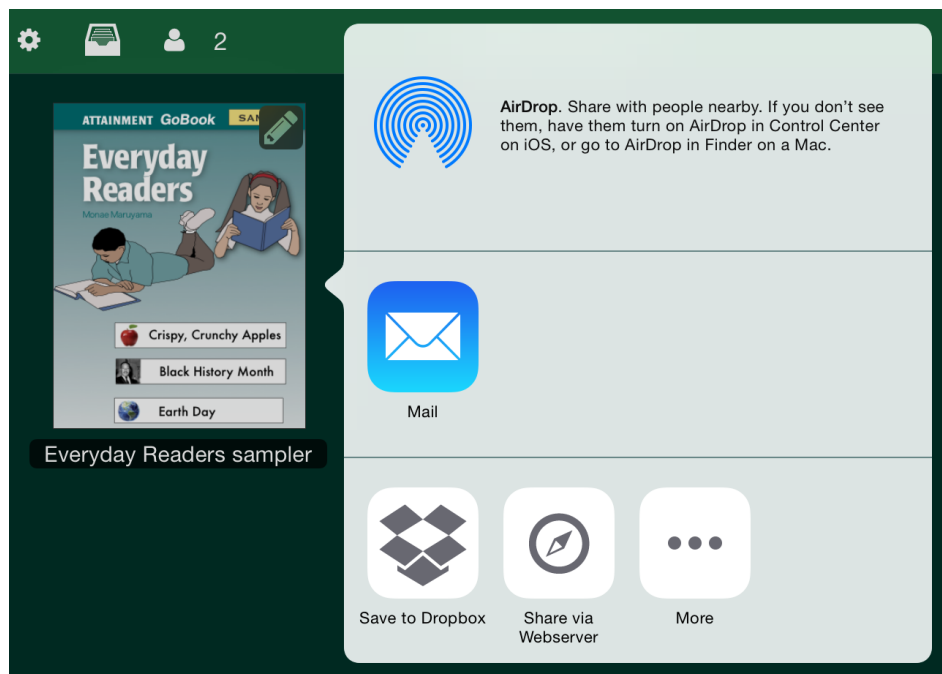 2
ATTAINMENT GoBook
SAM
Everyday
Readers
Monae Maruyama
Crispy, Crunchy Apples
Black History Month
Earth Day
Everyday Readers sampler
AirDrop. Share with people nearby. If you don’t see
them, have them turn on AirDrop in Control Center
on iOS, or go to AirDrop in Finder on a Mac.
Mail
Save to Dropbox
Share via
Webserver
More